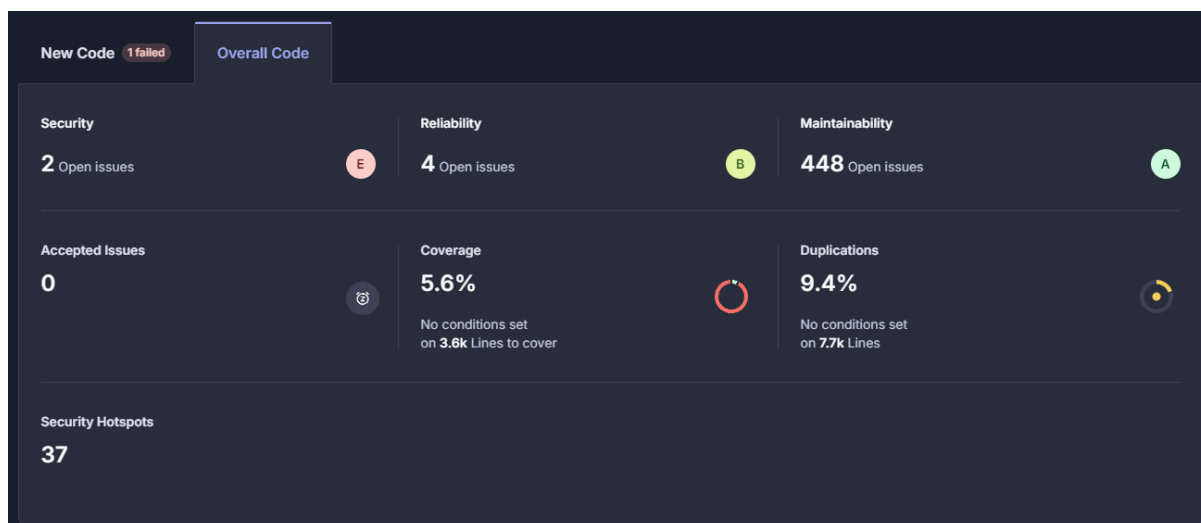 New Code 1 failed
Overall Code
Security
2 Open issues
E
Reliability
4 Open issues
B
Maintainability
448 Open issues
A
Accepted Issues
0
Coverage
5.6%
No conditions set
on 3.6k Lines to cover
Duplications
9.4%
No conditions set
on 7.7k Lines
Security Hotspots
37